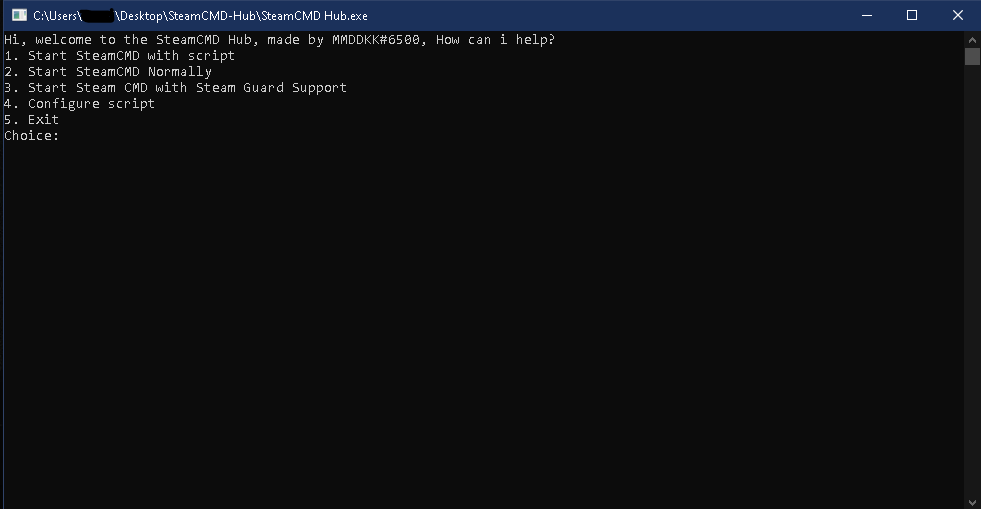 C:\Users\ \Desktop\SteamCMD-Hub\SteamCMD Hub.exe
Hi, welcome to the SteamCMD Hub, made by MMDDKK#6500, How can i help?
1. Start SteamCMD with script
2. Start SteamCMD Normally
3. Start Steam CMD with Steam Guard Support
4. Configure script
5. Exit
Choice: